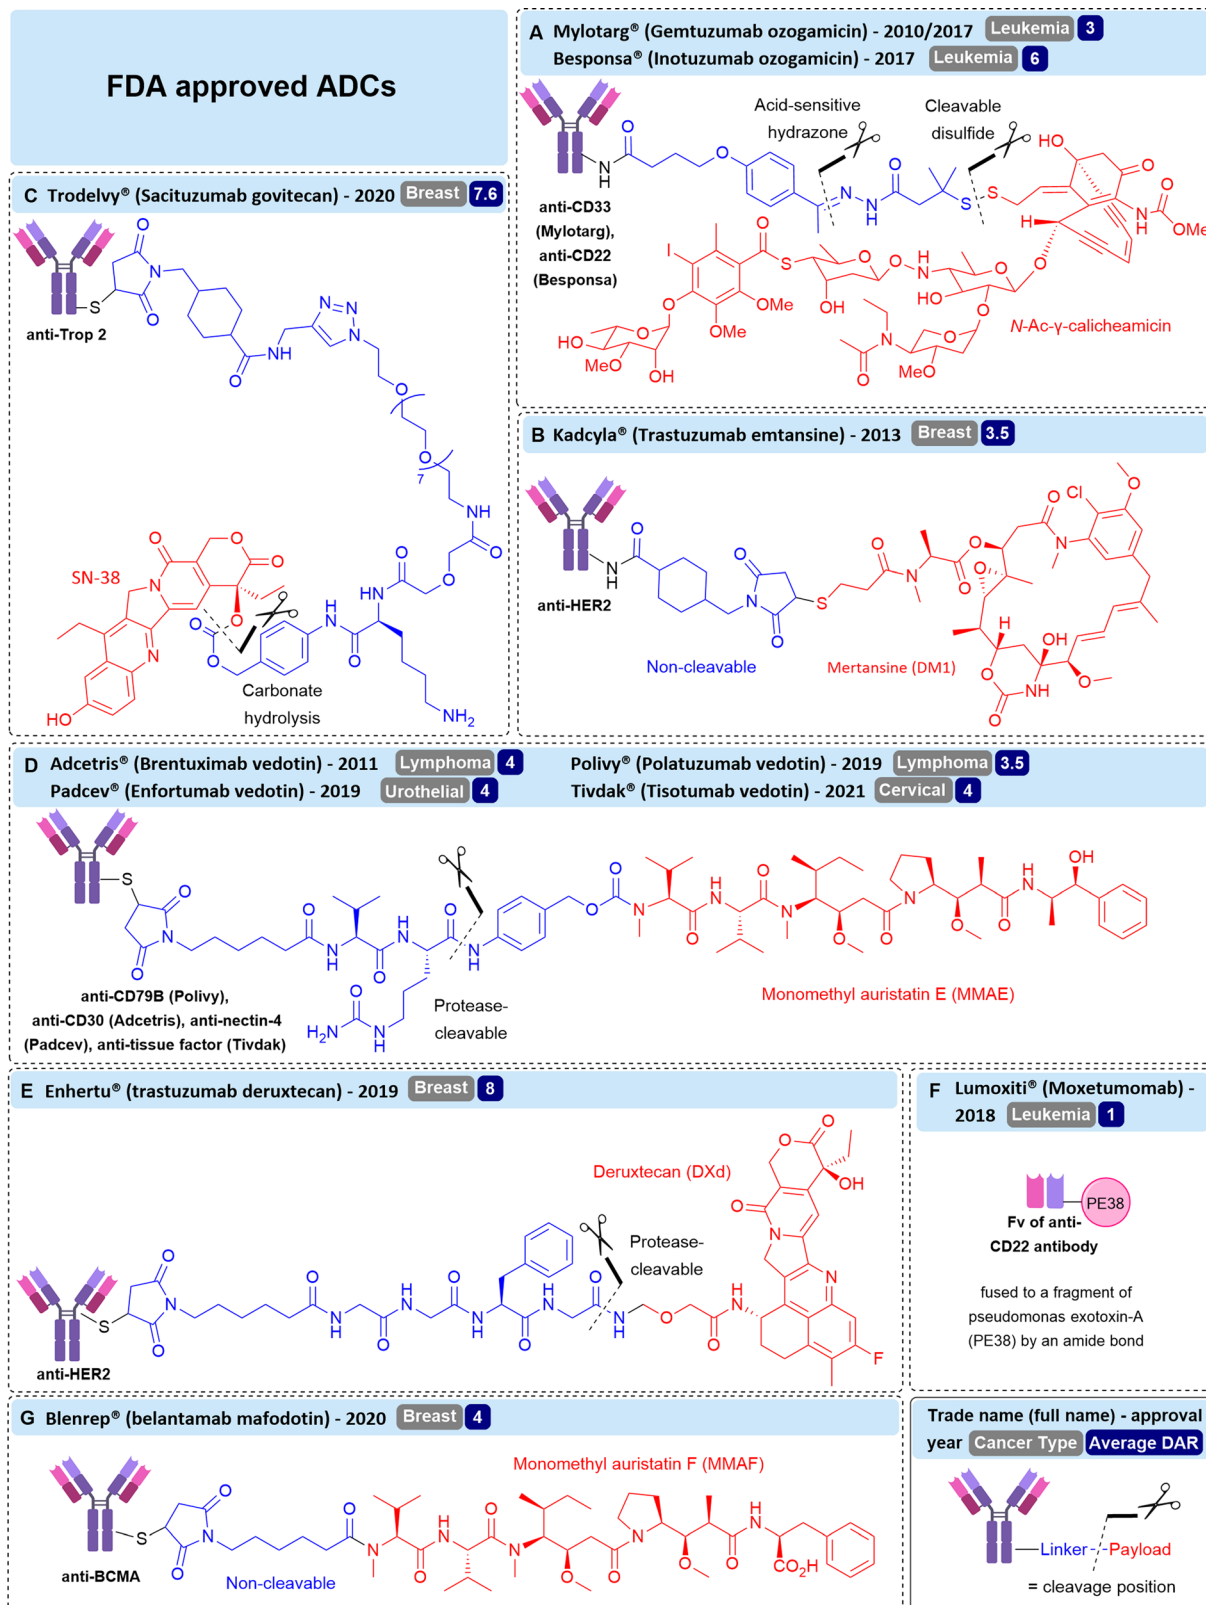 FDA approved ADCs
A Mylotarg® (Gemtuzumab ozogamicin) - 2010/2017 Leukemia 3
Besponsa® (Inotuzumab ozogamicin) - 2017 Leukemia 6
Acid-sensitive
hydrazone
Cleavable
disulfide
anti-CD33
(Mylotarg),
anti-CD22
(Besponsa)
N-Ac-γ-calicheamicin
C Trodelvy® (Sacituzumab govitecan) - 2020 Breast 7.6
anti-Trop 2
7
SN-38
Carbonate
hydrolysis
B Kadcyla® (Trastuzumab emtansine) - 2013 Breast 3.5
anti-HER2
Non-cleavable
Mertansine (DM1)
D Adcetris® (Brentuximab vedotin) - 2011 Lymphoma 4
Polivy® (Polatuzumab vedotin) - 2019 Lymphoma 3.5
Padcev® (Enfortumab vedotin) - 2019 Urothelial 4
Tivdak® (Tisotumab vedotin) - 2021 Cervical 4
anti-CD79B (Polivy),
anti-CD30 (Adcetris), anti-nectin-4
(Padcev), anti-tissue factor (Tivdak)
Protease-
cleavable
Monomethyl auristatin E (MMAE)
E Enhertu® (trastuzumab deruxtecan) - 2019 Breast 8
Deruxtecan (DXd)
Protease-
cleavable
anti-HER2
F Lumoxiti® (Moxetumomab) -
2018 Leukemia 1
PE38
Fv of anti-
CD22 antibody
fused to a fragment of
pseudomonas exotoxin-A
(PE38) by an amide bond
G Blenrep® (belantamab mafodotin) - 2020 Breast 4
Monomethyl auristatin F (MMAF)
anti-BCMA
Non-cleavable
Trade name (full name) - approval
year Cancer Type Average DAR
Linker Payload
= cleavage position